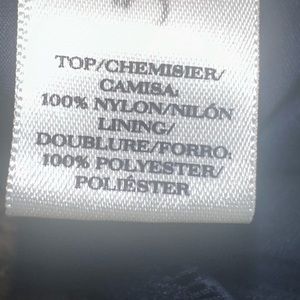 TOP/CHEMISIER/
CAMISA:
100% NYLON/NILÓN
LINING/
DOUBLURE/FORRO:
100% POLYESTER/
POLIÉSTER